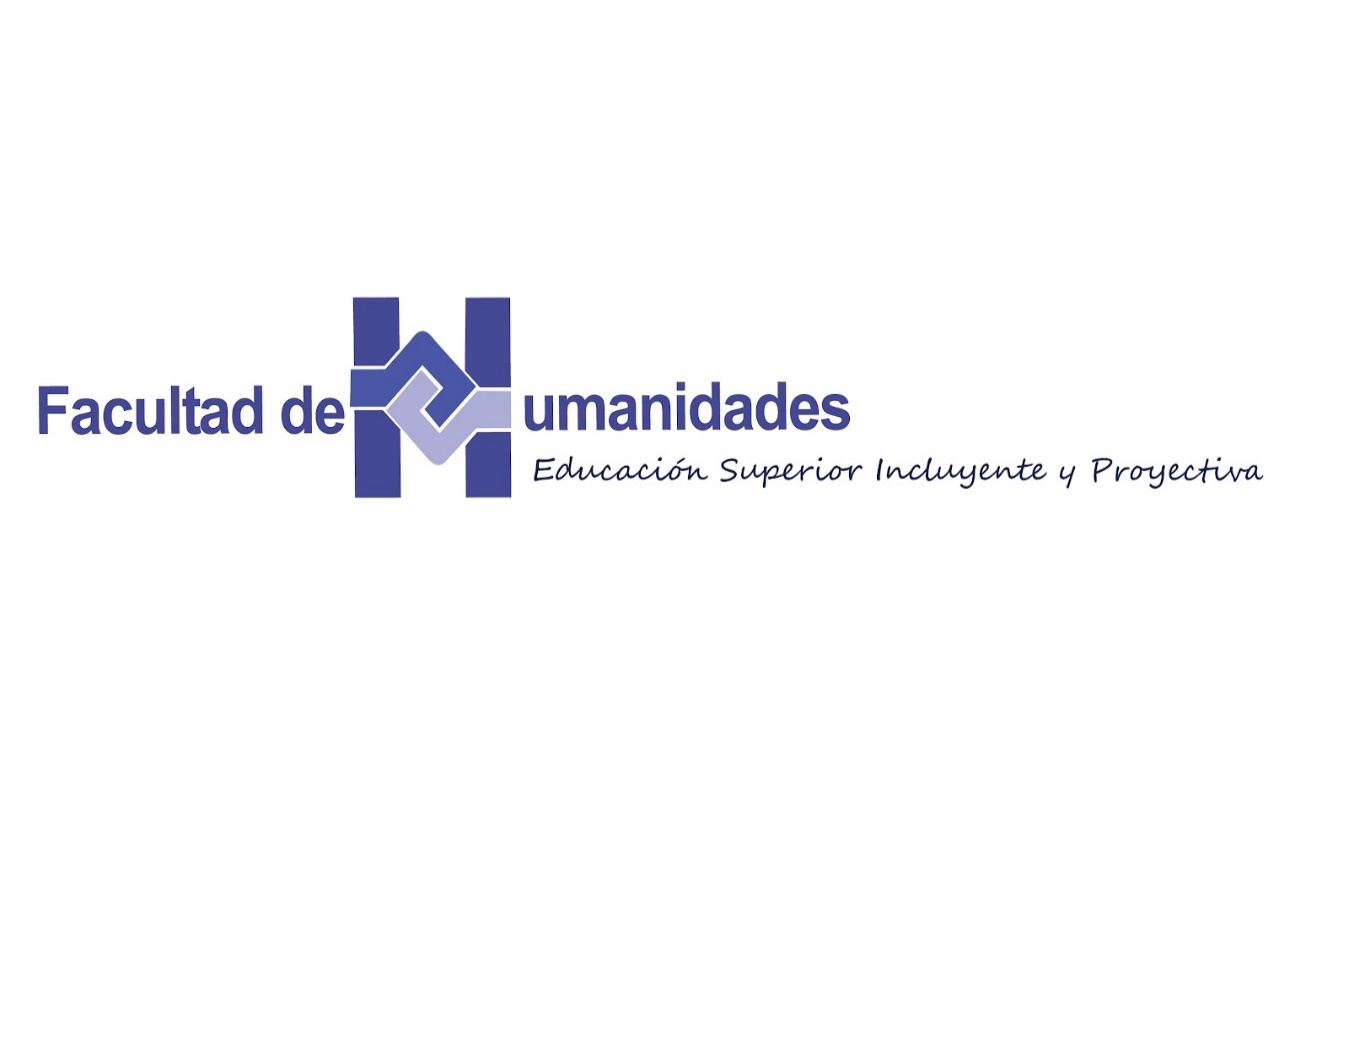 Facultad de Humanidades
Educación Superior Incluyente y Proyectiva